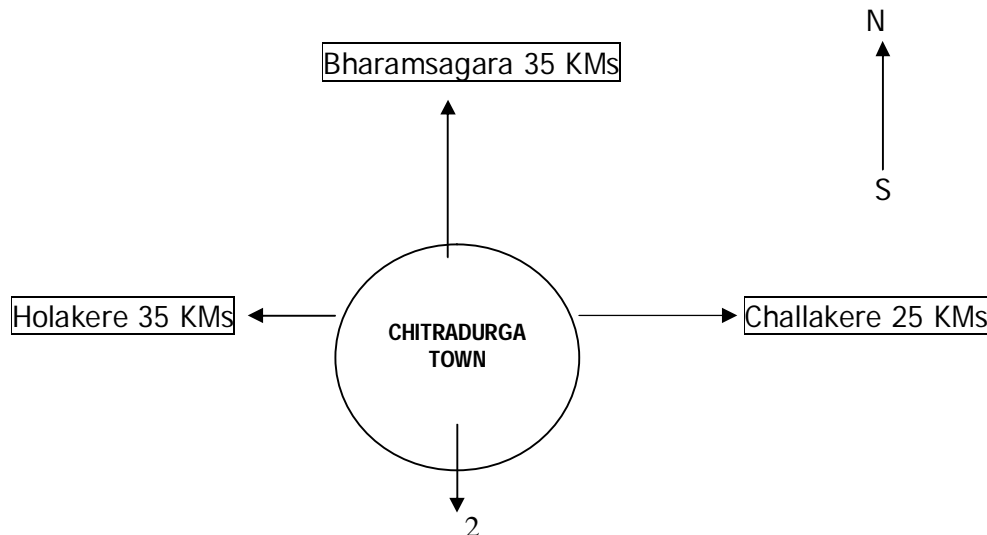 N
Bharamsagara 35 KMs
S
Holakere 35 KMs
CHITRADURGA
TOWN
Challakere 25 KMs
2